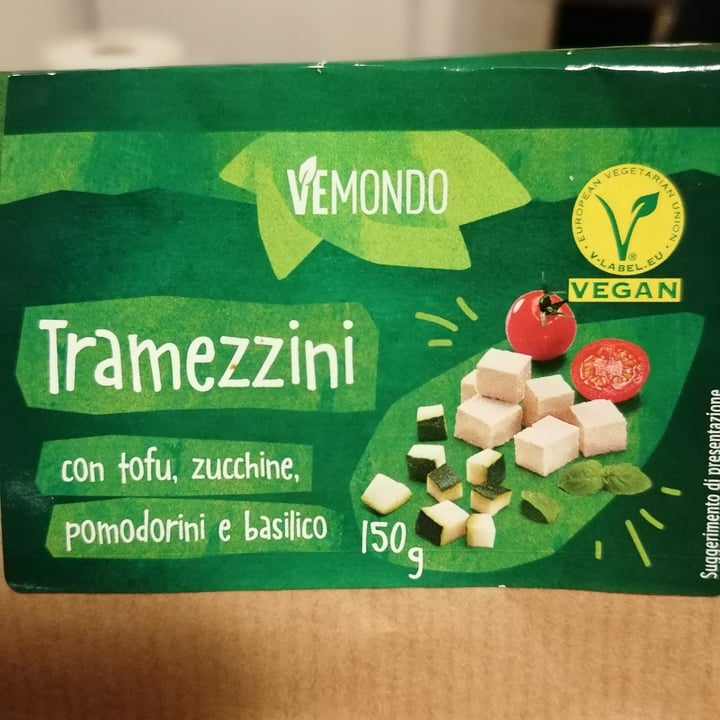 VEMONDO
EUROPEAN VEGETARIAN UNION
V-LABEL.EU
VEGAN
Tramezzini
con tofu, zucchine,
pomodorini e basilico
150g
Suggerimento di presentazione